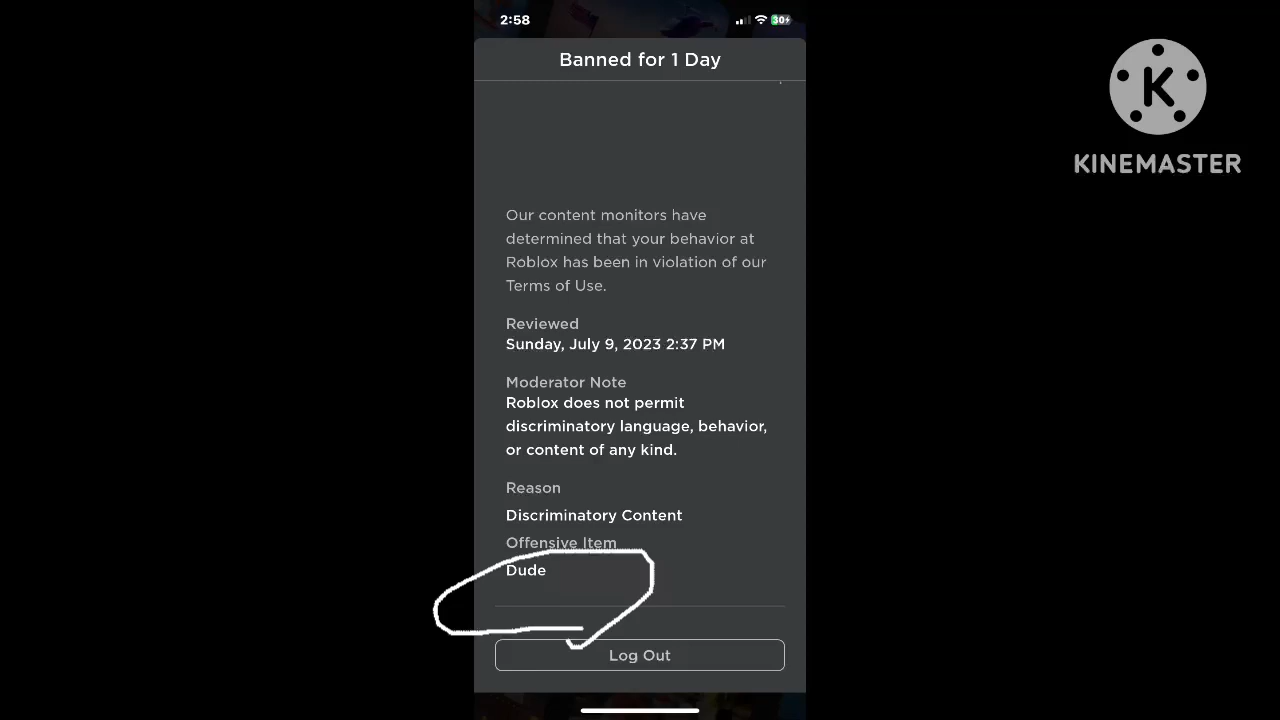 2:58
30
Banned for 1 Day
K
KINEMASTER
Our content monitors have
determined that your behavior at
Roblox has been in violation of our
Terms of Use.
Reviewed
Sunday, July 9, 2023 2:37 PM
Moderator Note
Roblox does not permit
discriminatory language, behavior,
or content of any kind.
Reason
Discriminatory Content
Offensive Item
Dude
Log Out